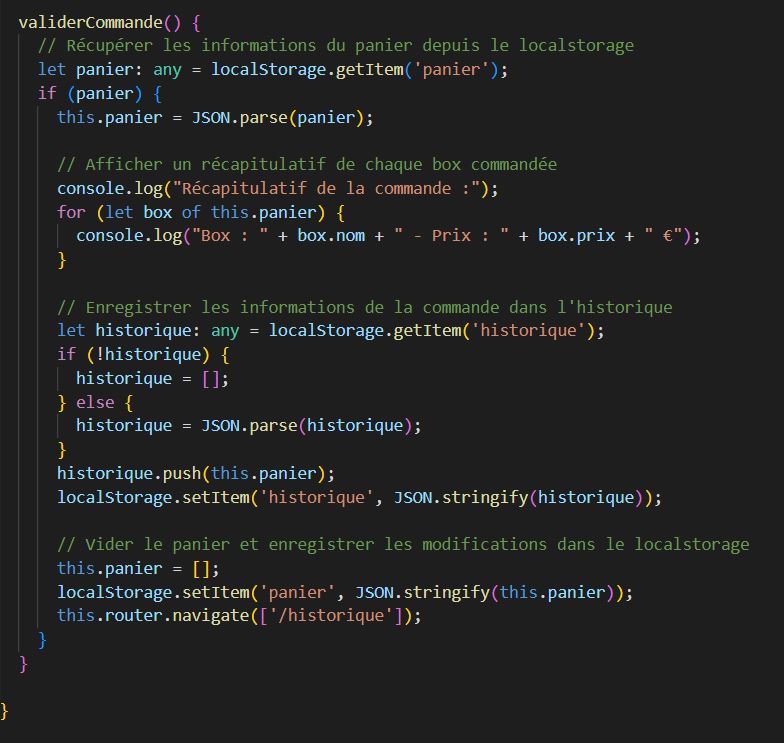 validerCommande() {
// Récupérer les informations du panier depuis le localstorage
let panier: any = localStorage.getItem('panier');
if (panier) {
this.panier = JSON.parse(panier);
// Afficher un récapitulatif de chaque box commandée
console.log("Récapitulatif de la commande :");
for (let box of this.panier) {
console.log("Box : " + box.nom + " - Prix : " + box.prix + " €");
}
// Enregistrer les informations de la commande dans l'historique
let historique: any = localStorage.getItem('historique');
if (!historique) {
historique = [];
} else {
historique = JSON.parse(historique);
}
historique.push(this.panier);
localStorage.setItem('historique', JSON.stringify(historique));
// Vider le panier et enregistrer les modifications dans le localstorage
this.panier = [];
localStorage.setItem('panier', JSON.stringify(this.panier));
this.router.navigate(['/historique']);
}
}
}